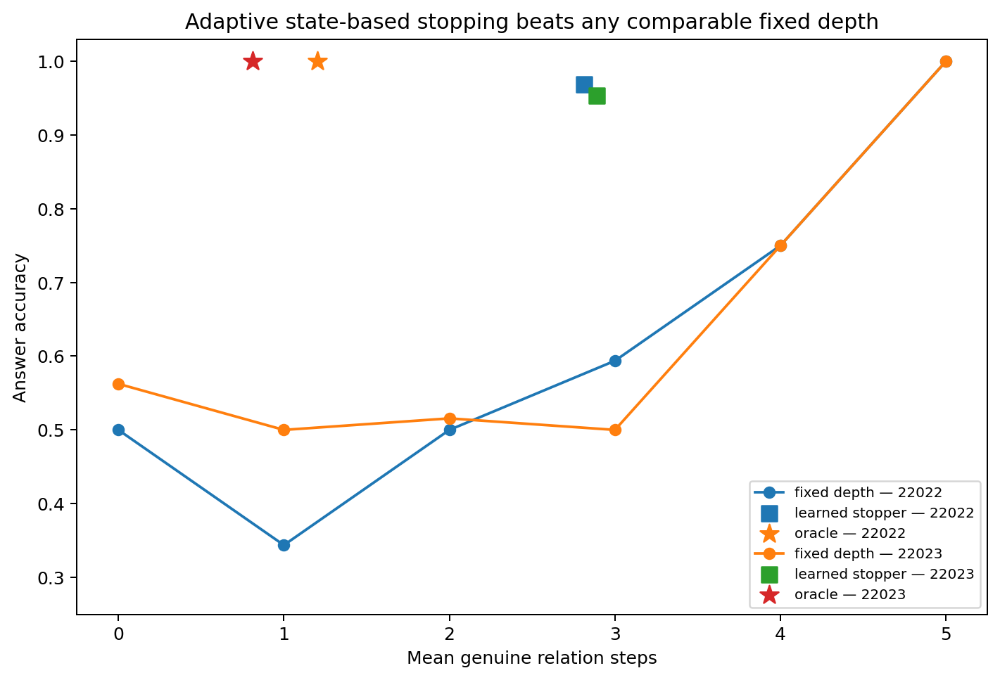 Adaptive state-based stopping beats any comparable fixed depth
1.0
0.9
0.8
0.7
0.6
0.5
0.4
0.3
Answer accuracy
0 1 2 3 4 5
Mean genuine relation steps
fixed depth — 22022
learned stopper — 22022
oracle — 22022
fixed depth — 22023
learned stopper — 22023
oracle — 22023